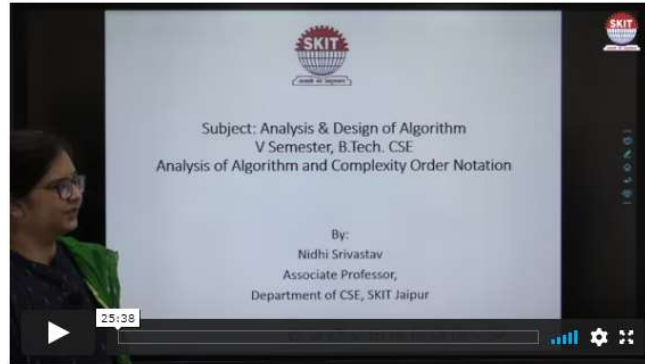 SKIT
SKIT
Subject: Analysis & Design of Algorithm
V Semester, B.Tech. CSE
Analysis of Algorithm and Complexity Order Notation
By:
Nidhi Srivastav
Associate Professor,
Department of CSE, SKIT Jaipur
25:38